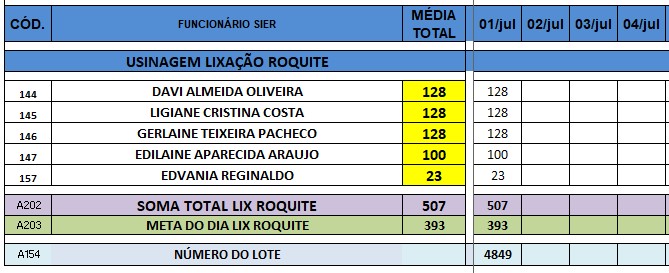 CÓD. FUNCIONÁRIO SIER MÉDIA TOTAL 01/jul 02/jul 03/jul 04/jul
USINAGEM LIXAÇÃO ROQUITE
144 DAVI ALMEIDA OLIVEIRA 128 128
145 LIGIANE CRISTINA COSTA 128 128
146 GERLAINE TEIXEIRA PACHECO 128 128
147 EDILAINE APARECIDA ARAUJO 100 100
157 EDVANIA REGINALDO 23 23
A202 SOMA TOTAL LIX ROQUITE 507 507
A203 META DO DIA LIX ROQUITE 393 393
A154 NÚMERO DO LOTE 4849